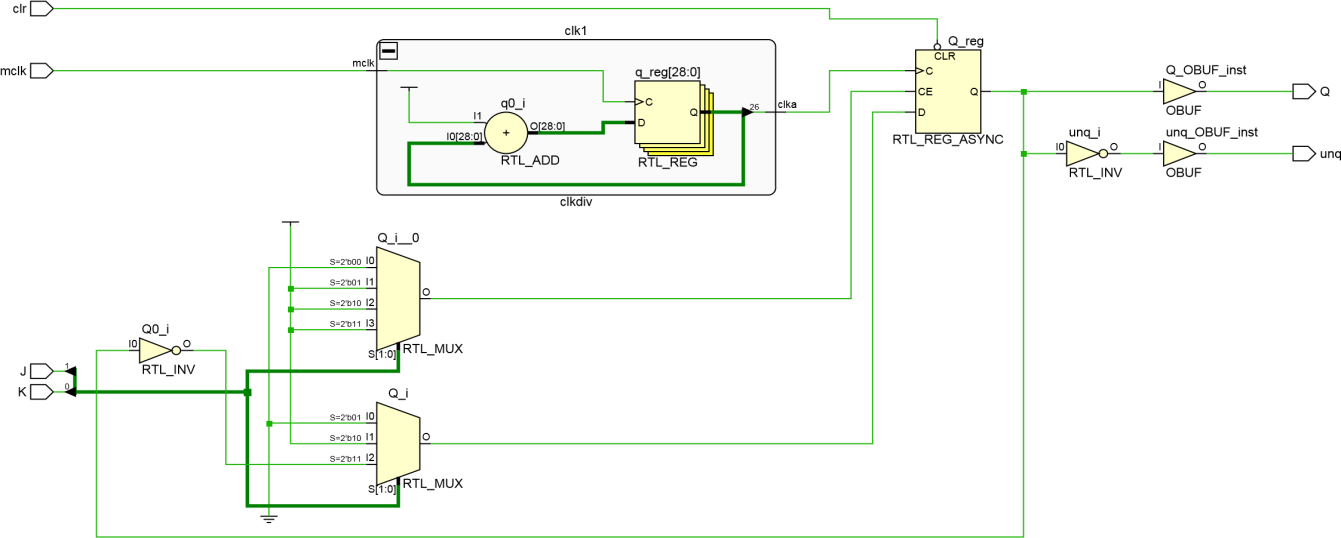 clr
mclk
clk1
mclk
q0_i
I1
I0[28:0]
+
O[28:0]
RTL_ADD
q_reg[28:0]
C
D
Q
RTL_REG
26
clka
clkdiv
Q_reg
CLR
C
CE
D
Q
RTL_REG_ASYNC
Q_OBUF_inst
I
O
OBUF
Q
unq_i
I0
O
RTL_INV
unq_OBUF_inst
I
O
OBUF
unq
Q_i__0
S=2'b00 I0
S=2'b01 I1
S=2'b10 I2
S=2'b11 I3
O
S[1:0]
RTL_MUX
Q0_i
I0
O
RTL_INV
J
1
K
0
Q_i
S=2'b01 I0
S=2'b10 I1
S=2'b11 I2
O
S[1:0]
RTL_MUX